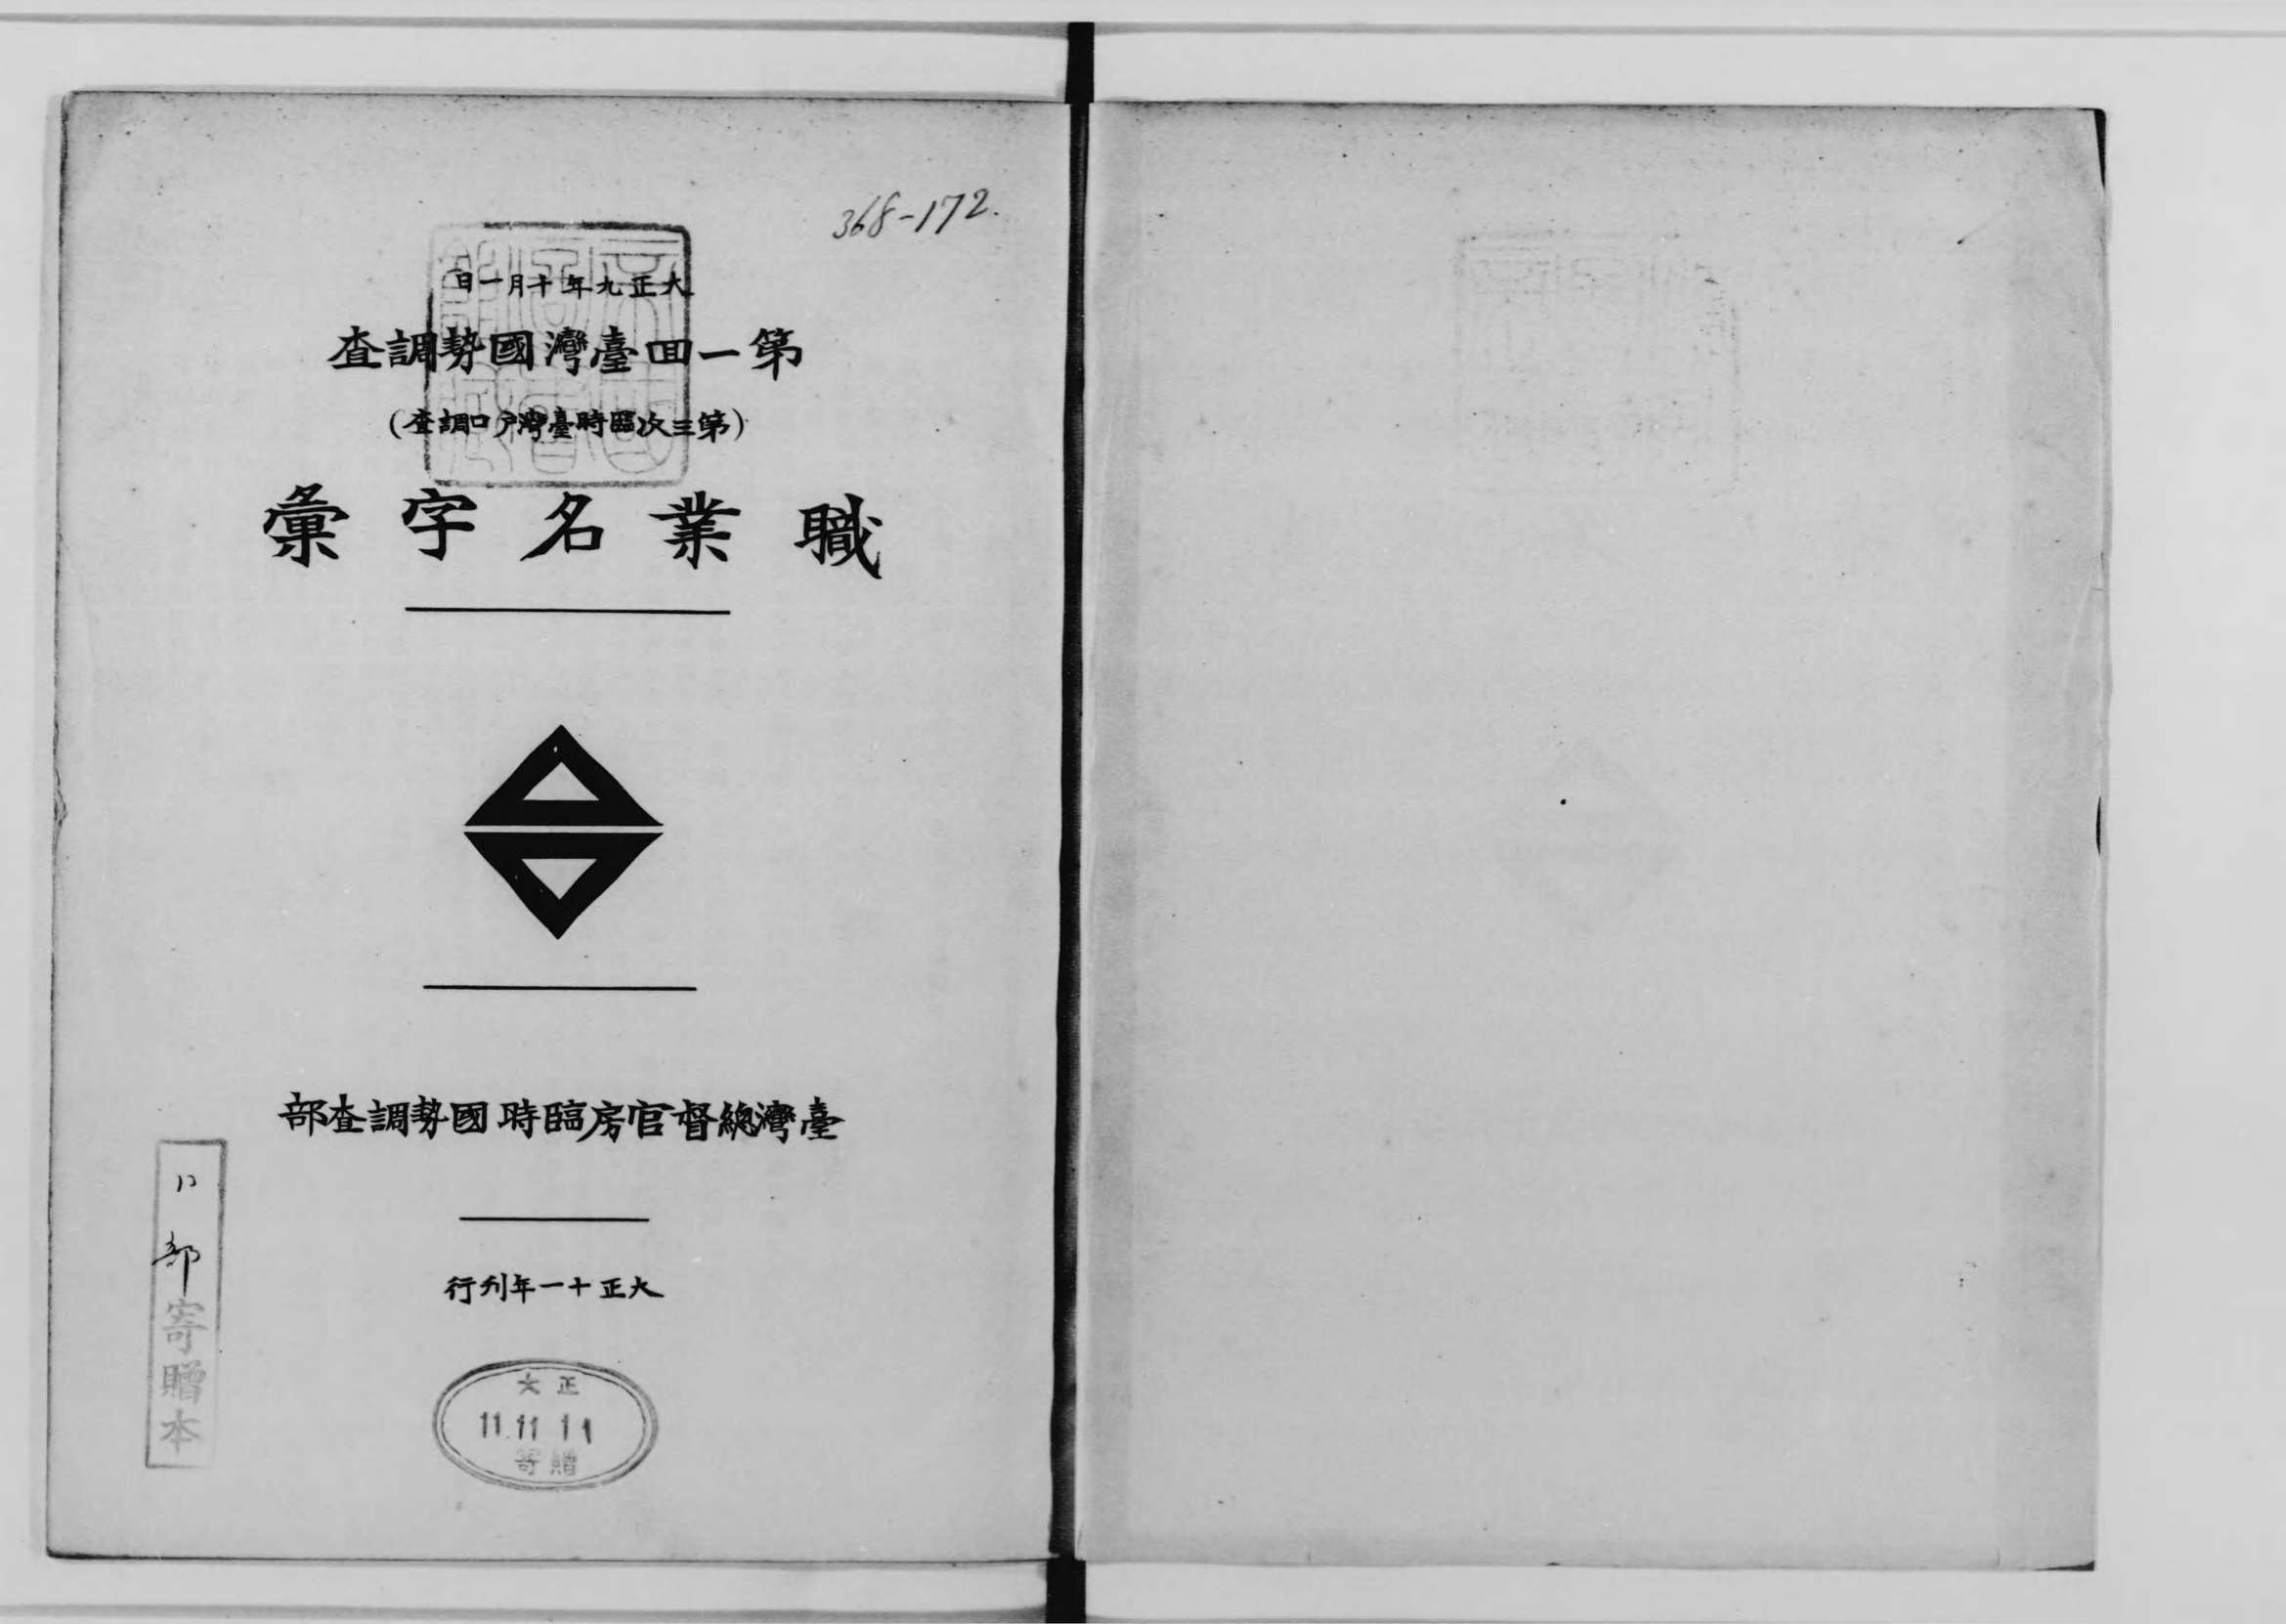 368-172.
大正九年十月一日
第一回臺灣國勢調查
(第三次臨時臺灣戶口調查)
職業名字彙
臺灣總督官房臨時國勢調查部
大正十一年刋行
ハ部
寄贈本
大正
11.11 11
寄贈